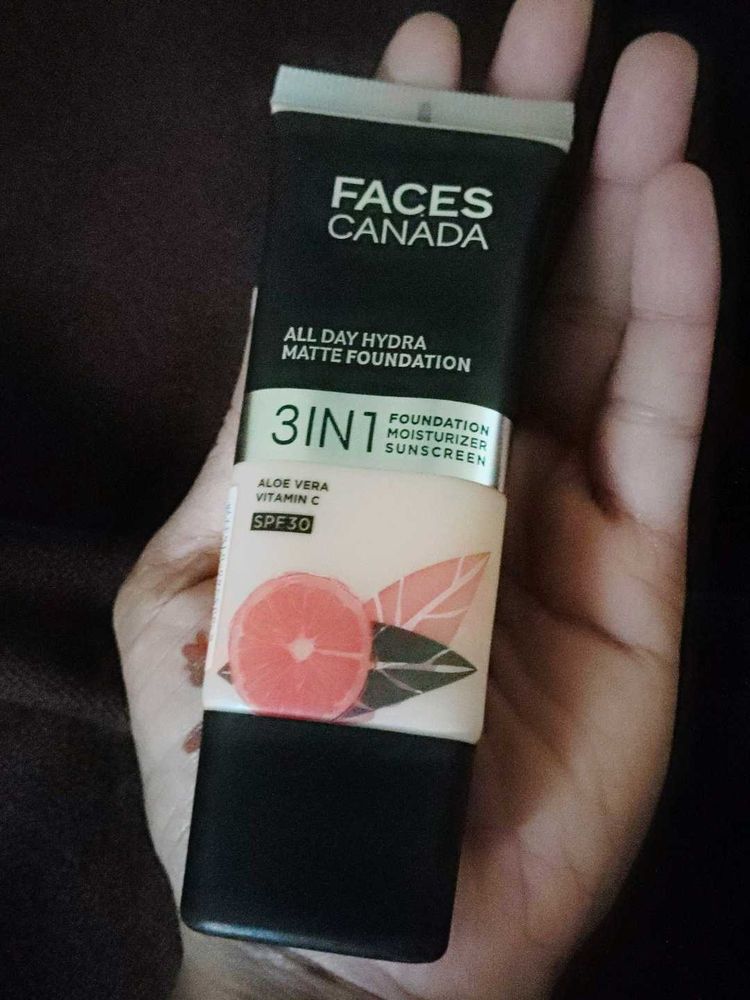 FACES
CANADA
ALL DAY HYDRA
MATTE FOUNDATION
3IN1
FOUNDATION
MOISTURIZER
SUNSCREEN
ALOE VERA
VITAMIN C
SPF30